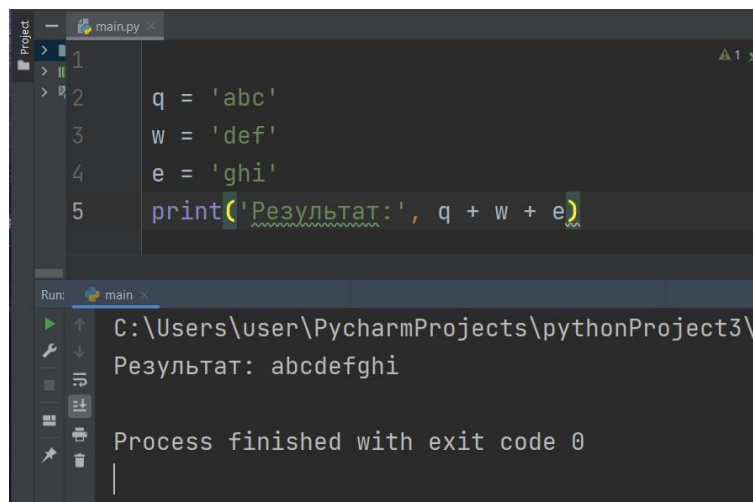 Project
main.py
1
1
2 q = 'abc'
3 w = 'def'
4 e = 'ghi'
5 print('Результат:', q + w + e)
Run: main
C:\Users\user\PycharmProjects\pythonProject3\
Результат: abcdefghi
Process finished with exit code 0